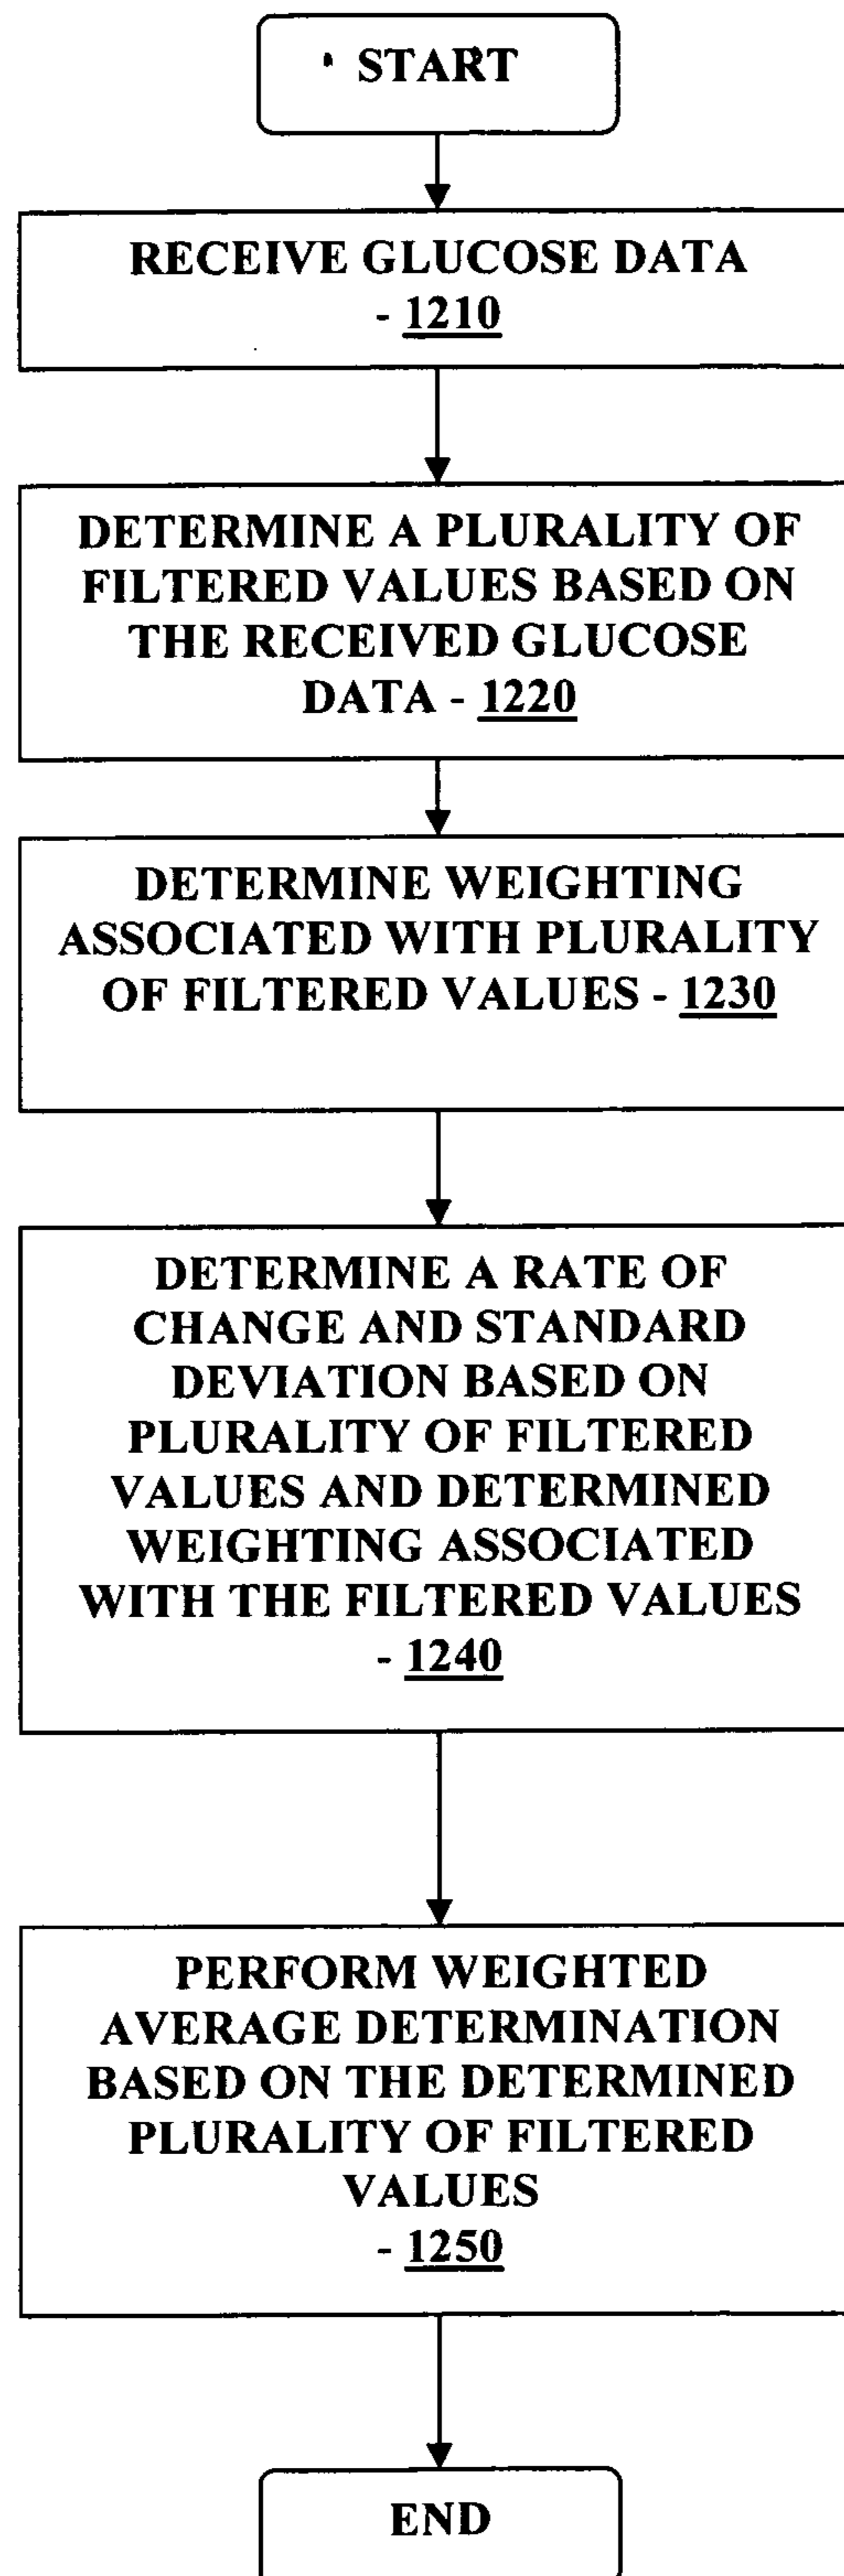 START
RECEIVE GLUCOSE DATA
- 1210
DETERMINE A PLURALITY OF
FILTERED VALUES BASED ON
THE RECEIVED GLUCOSE
DATA - 1220
DETERMINE WEIGHTING
ASSOCIATED WITH PLURALITY
OF FILTERED VALUES - 1230
DETERMINE A RATE OF
CHANGE AND STANDARD
DEVIATION BASED ON
PLURALITY OF FILTERED
VALUES AND DETERMINED
WEIGHTING ASSOCIATED
WITH THE FILTERED VALUES
- 1240
PERFORM WEIGHTED
AVERAGE DETERMINATION
BASED ON THE DETERMINED
PLURALITY OF FILTERED
VALUES
- 1250
END